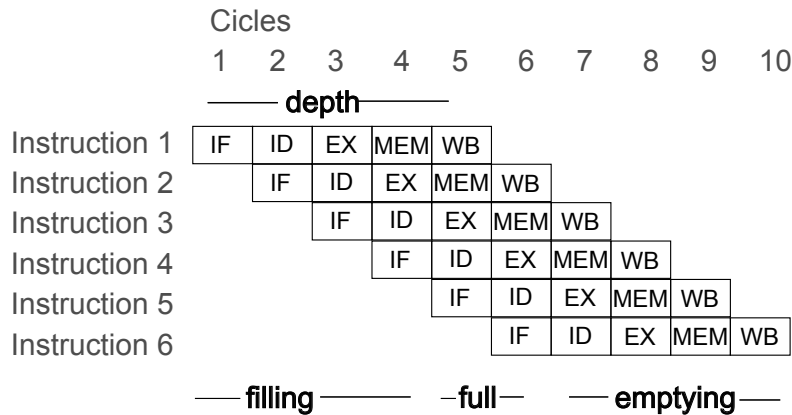 Cicles
1 2 3 4 5 6 7 8 9 10
depth
Instruction 1 IF ID EX MEM WB
Instruction 2 IF ID EX MEM WB
Instruction 3 IF ID EX MEM WB
Instruction 4 IF ID EX MEM WB
Instruction 5 IF ID EX MEM WB
Instruction 6 IF ID EX MEM WB
filling full emptying